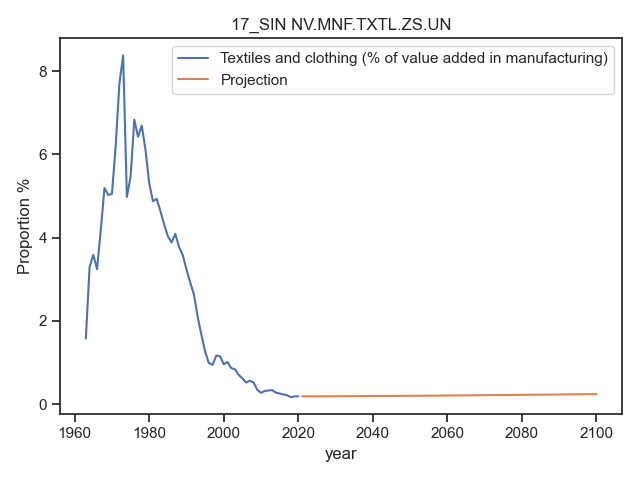 17_SIN NV.MNF.TXTL.ZS.UN
Textiles and clothing (% of value added in manufacturing)
Projection
Proportion %
8
6
4
2
0
1960 1980 2000 2020 2040 2060 2080 2100
year